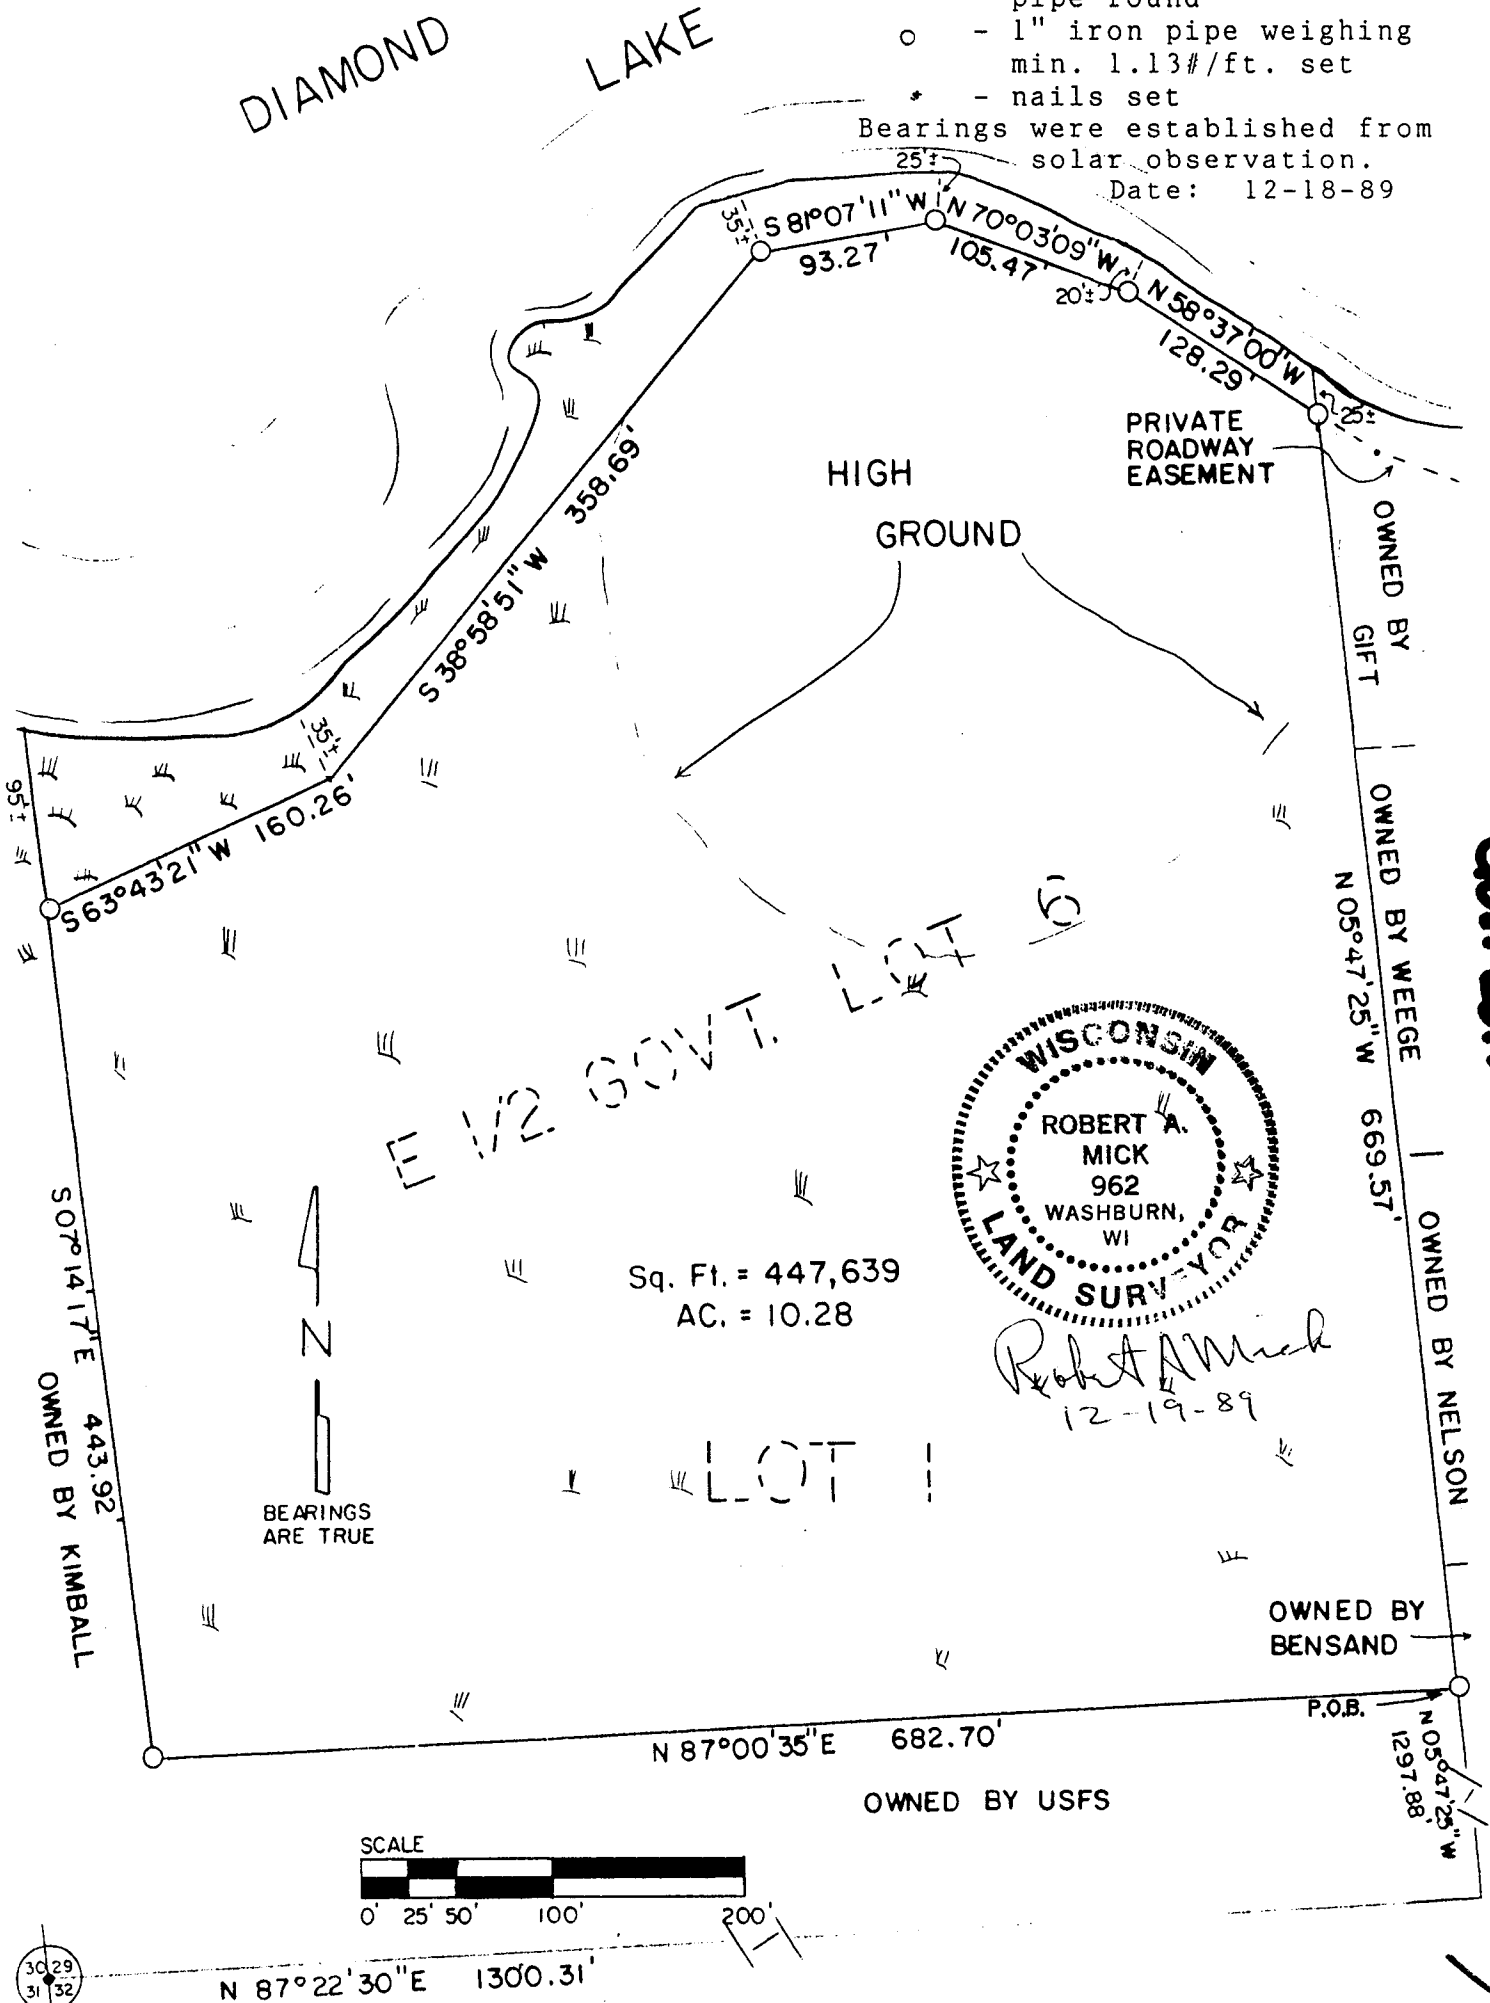 pipe found
○ - 1" iron pipe weighing
min. 1.13#/ft. set
- nails set
Bearings were established from
solar observation.
Date: 12-18-89
DIAMOND LAKE
25'±
35'±
S 81°07'11" W
93.27'
N 70°03'09" W
105.47'
20'±
N 58°37'00" W
128.29'
25'±
PRIVATE
ROADWAY
EASEMENT
HIGH
GROUND
358.69'
S 38°58'51" W
35'±
95'±
S 63°43'21" W 160.26'
OWNED BY
GIFT
OWNED BY WEEGE
N 05°47'25" W 669.57'
OWNED BY NELSON
E 1/2 GOVT. LOT 6
WISCONSIN
ROBERT A.
MICK
962
WASHBURN,
WI
LAND SURVEYOR
Robert A Mick
12-19-89
Sq. Ft. = 447,639
AC. = 10.28
N
BEARINGS
ARE TRUE
LOT 1
S 07°14'17" E 443.92'
OWNED BY KIMBALL
OWNED BY
BENSAND
P.O.B.
N 87°00'35" E 682.70'
OWNED BY USFS
N 05°47'25" W
1297.88'
SCALE
0' 25' 50' 100' 200'
30 29
31 32
N 87°22'30" E 1300.31'